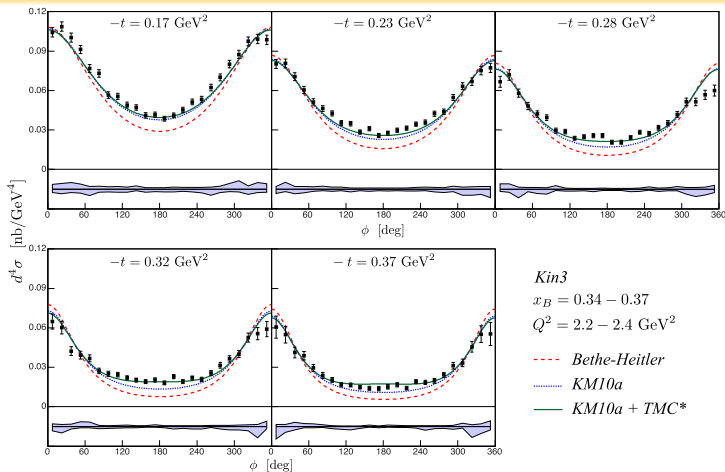 −t = 0.17 GeV²
−t = 0.23 GeV²
−t = 0.28 GeV²
0.12
0.09
0.06
0.03
0
0 60 120 180 240 300 0 60 120 180 240 300 0 60 120 180 240 300 360
ϕ [deg]
d⁴σ [nb/GeV⁴]
−t = 0.32 GeV²
− t = 0.37 GeV²
0.12
0.09
0.06
0.03
0
0 60 120 180 240 300 0 60 120 180 240 300 360
ϕ [deg]
Kin3
x_B = 0.34 − 0.37
Q² = 2.2 − 2.4 GeV²
Bethe-Heitler
KM10a
KM10a + TMC*